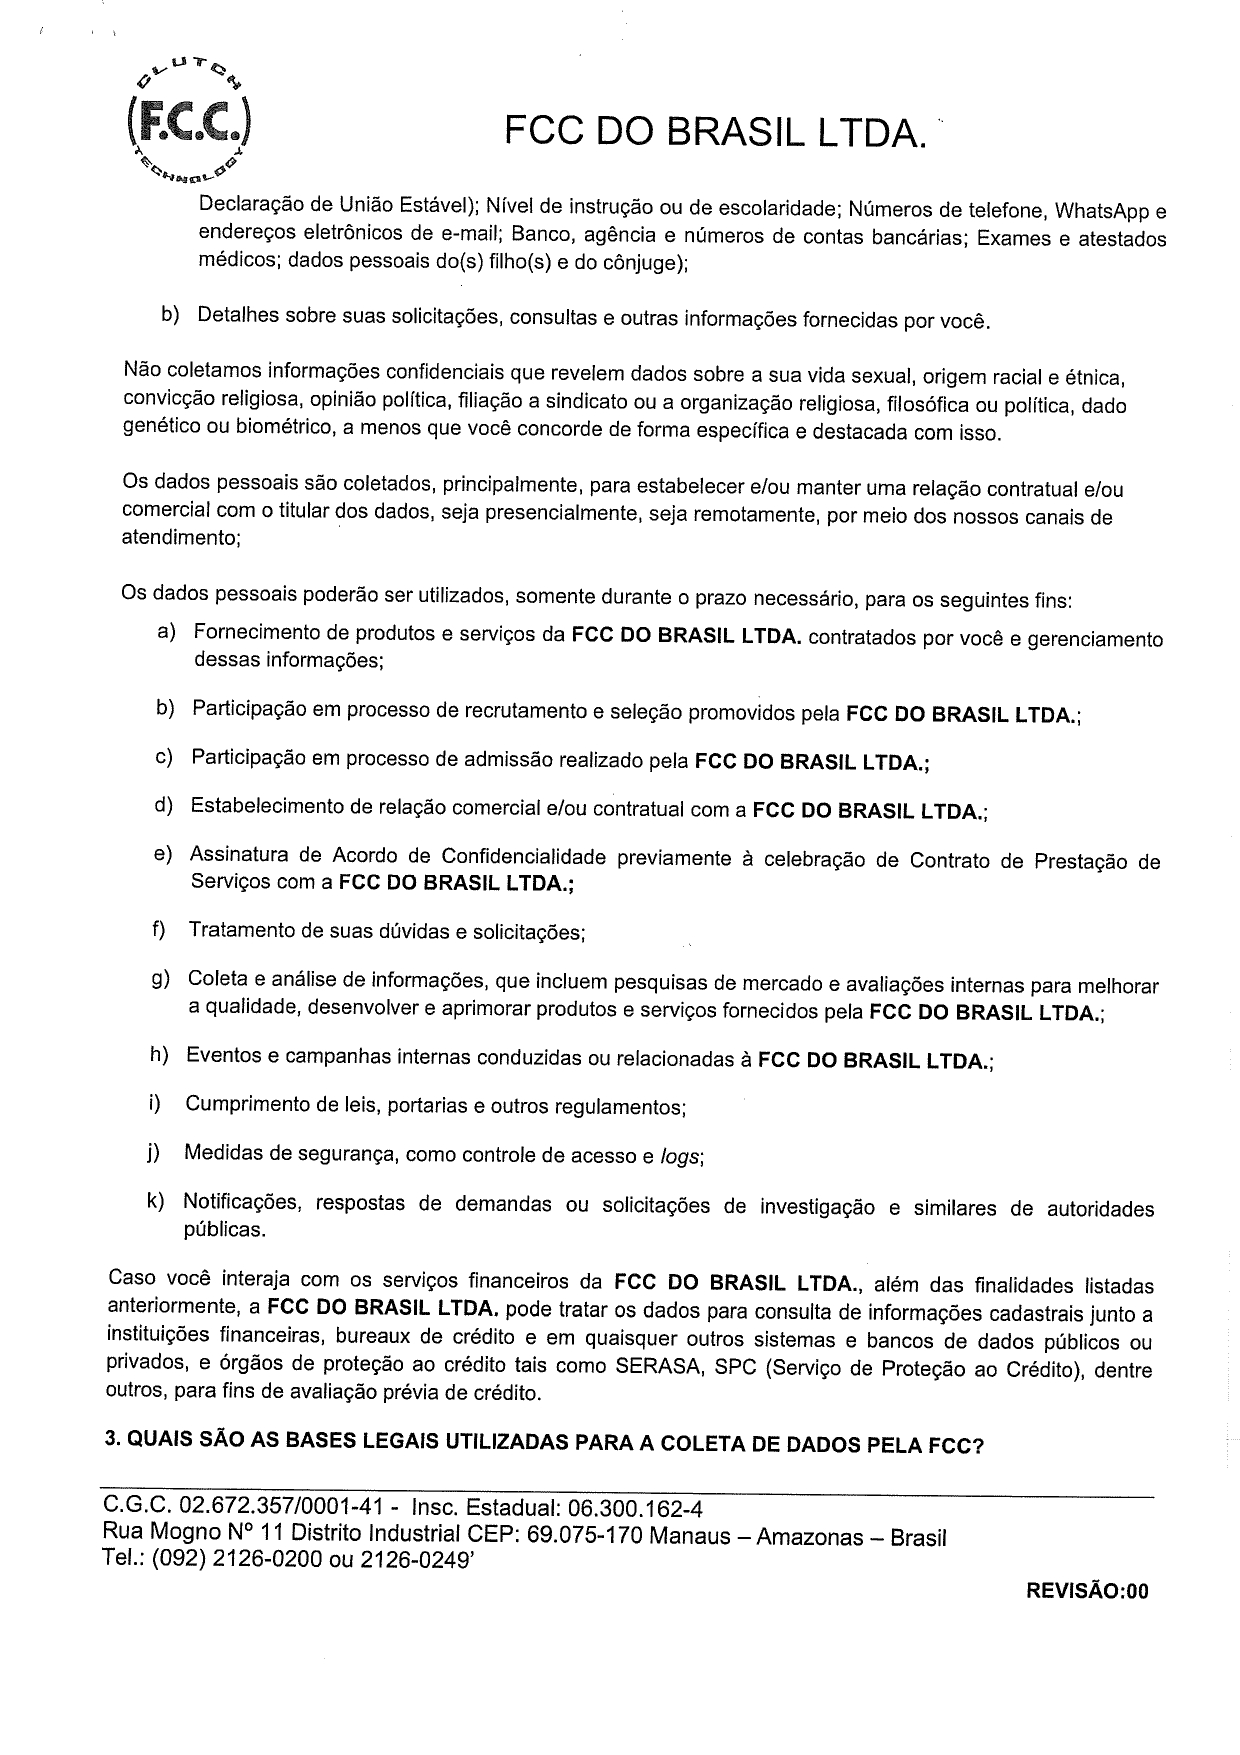 CLUTCH
(F.C.C.)
TECHNOLOGY
FCC DO BRASIL LTDA.
Declaração de União Estável); Nível de instrução ou de escolaridade; Números de telefone, WhatsApp e
endereços eletrônicos de e-mail; Banco, agência e números de contas bancárias; Exames e atestados
médicos; dados pessoais do(s) filho(s) e do cônjuge);
b) Detalhes sobre suas solicitações, consultas e outras informações fornecidas por você.
Não coletamos informações confidenciais que revelem dados sobre a sua vida sexual, origem racial e étnica,
convicção religiosa, opinião política, filiação a sindicato ou a organização religiosa, filosófica ou política, dado
genético ou biométrico, a menos que você concorde de forma específica e destacada com isso.
Os dados pessoais são coletados, principalmente, para estabelecer e/ou manter uma relação contratual e/ou
comercial com o titular dos dados, seja presencialmente, seja remotamente, por meio dos nossos canais de
atendimento;
Os dados pessoais poderão ser utilizados, somente durante o prazo necessário, para os seguintes fins:
a) Fornecimento de produtos e serviços da FCC DO BRASIL LTDA. contratados por você e gerenciamento
dessas informações;
b) Participação em processo de recrutamento e seleção promovidos pela FCC DO BRASIL LTDA.;
c) Participação em processo de admissão realizado pela FCC DO BRASIL LTDA.;
d) Estabelecimento de relação comercial e/ou contratual com a FCC DO BRASIL LTDA.;
e) Assinatura de Acordo de Confidencialidade previamente à celebração de Contrato de Prestação de
Serviços com a FCC DO BRASIL LTDA.;
f) Tratamento de suas dúvidas e solicitações;
g) Coleta e análise de informações, que incluem pesquisas de mercado e avaliações internas para melhorar
a qualidade, desenvolver e aprimorar produtos e serviços fornecidos pela FCC DO BRASIL LTDA.;
h) Eventos e campanhas internas conduzidas ou relacionadas à FCC DO BRASIL LTDA.;
i) Cumprimento de leis, portarias e outros regulamentos;
j) Medidas de segurança, como controle de acesso e logs;
k) Notificações, respostas de demandas ou solicitações de investigação e similares de autoridades
públicas.
Caso você interaja com os serviços financeiros da FCC DO BRASIL LTDA., além das finalidades listadas
anteriormente, a FCC DO BRASIL LTDA. pode tratar os dados para consulta de informações cadastrais junto a
instituições financeiras, bureaux de crédito e em quaisquer outros sistemas e bancos de dados públicos ou
privados, e órgãos de proteção ao crédito tais como SERASA, SPC (Serviço de Proteção ao Crédito), dentre
outros, para fins de avaliação prévia de crédito.
3. QUAIS SÃO AS BASES LEGAIS UTILIZADAS PARA A COLETA DE DADOS PELA FCC?
C.G.C. 02.672.357/0001-41 - Insc. Estadual: 06.300.162-4
Rua Mogno Nº 11 Distrito Industrial CEP: 69.075-170 Manaus – Amazonas – Brasil
Tel.: (092) 2126-0200 ou 2126-0249'
REVISÃO:00